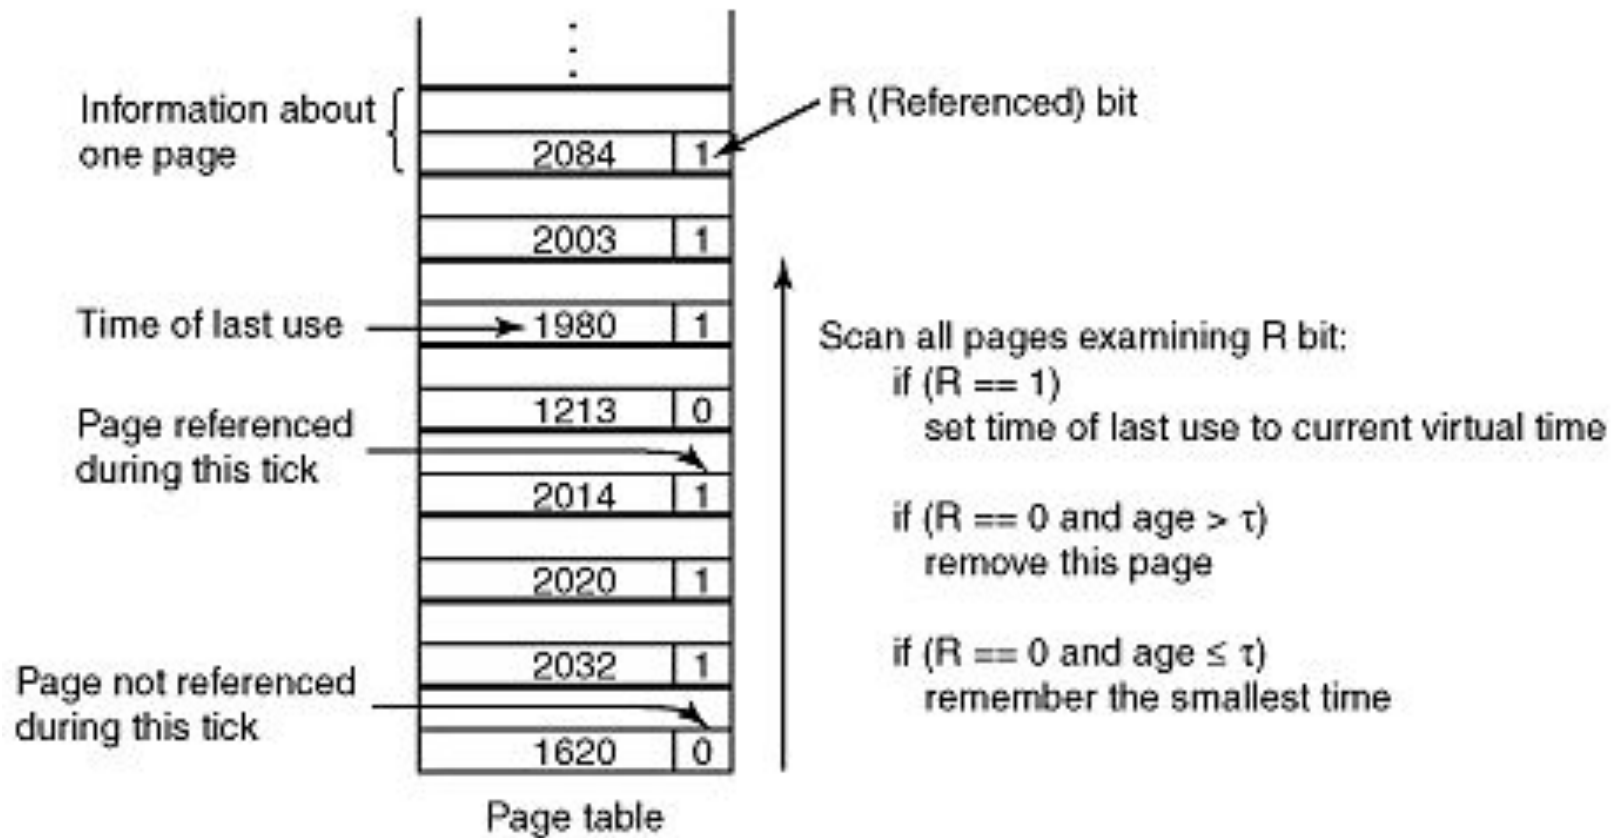 Information about
one page
R (Referenced) bit
2084 1
2003 1
Time of last use
1980 1
1213 0
Page referenced
during this tick
2014 1
2020 1
2032 1
Page not referenced
during this tick
1620 0
Page table
Scan all pages examining R bit:
if (R == 1)
set time of last use to current virtual time
if (R == 0 and age > τ)
remove this page
if (R == 0 and age ≤ τ)
remember the smallest time